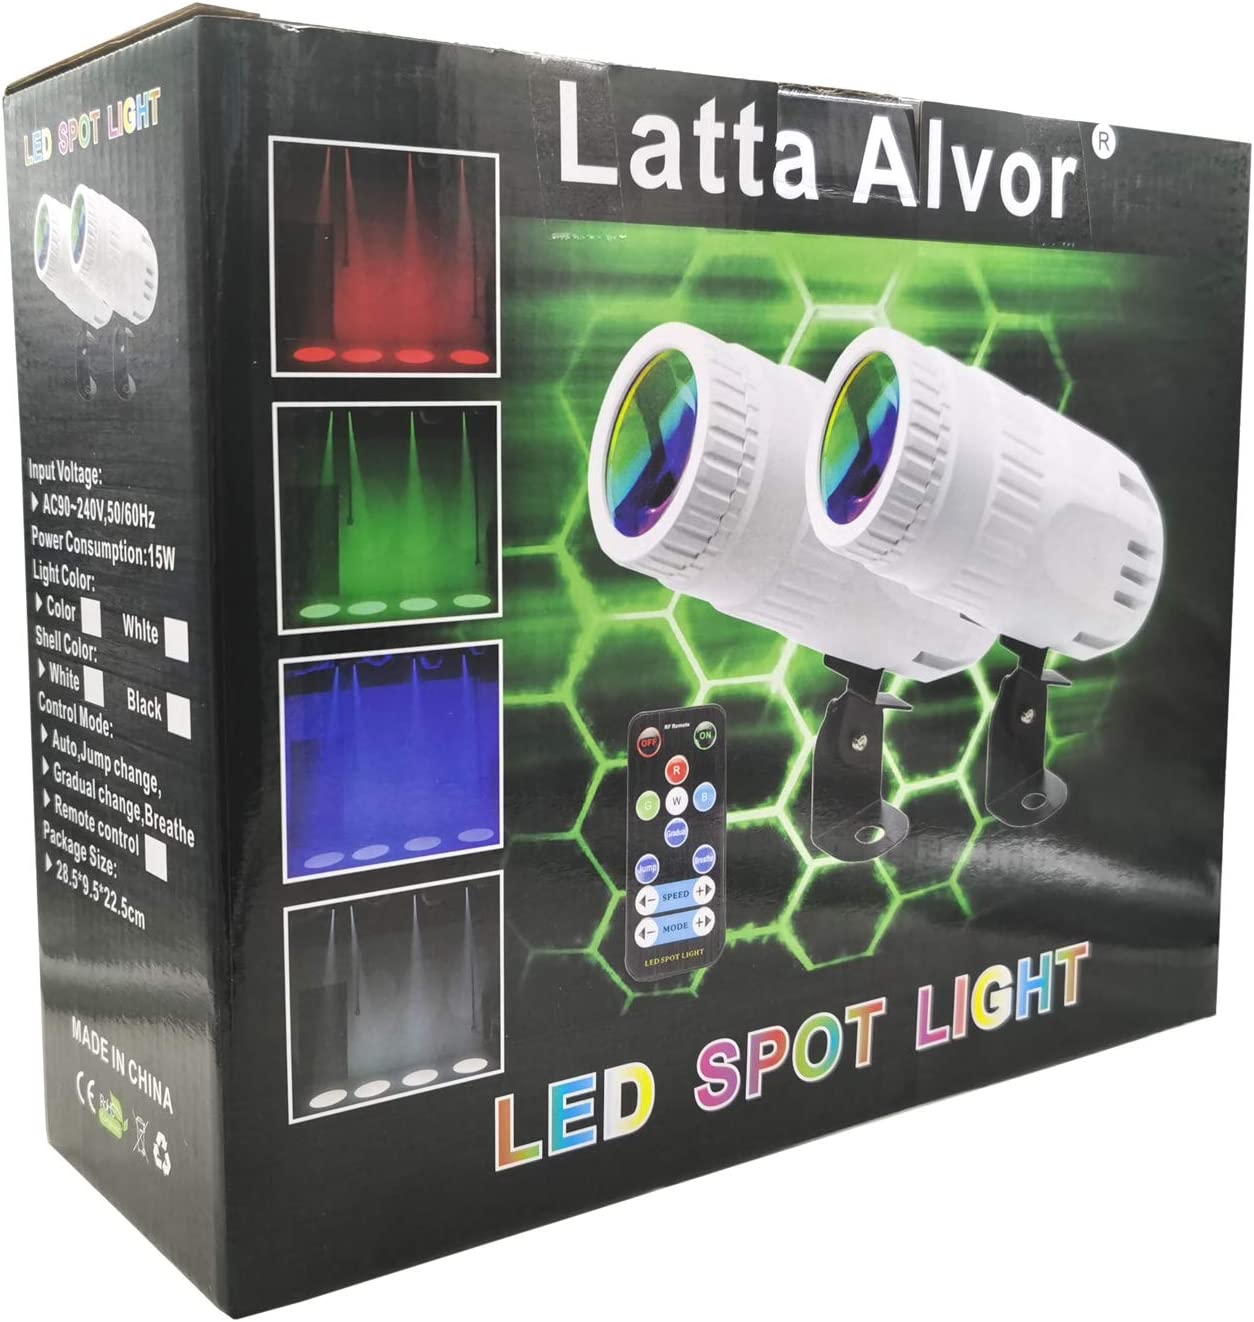 LED SPOT LIGHT
Input Voltage:
AC90~240V,50/60Hz
Power Consumption:15W
Light Color:
Color White
Shell Color:
White Black
Control Mode:
Auto,Jump change,
Gradual change,Breathe
Remote control
Package Size:
28.5*9.5*22.5cm
MADE IN CHINA
CE RoHS
Latta Alvor ®
RF Remote
OFF ON
R
G W B
Gradual
Jump Breathe
- SPEED +
- MODE +
LED SPOT LIGHT
LED SPOT LIGHT